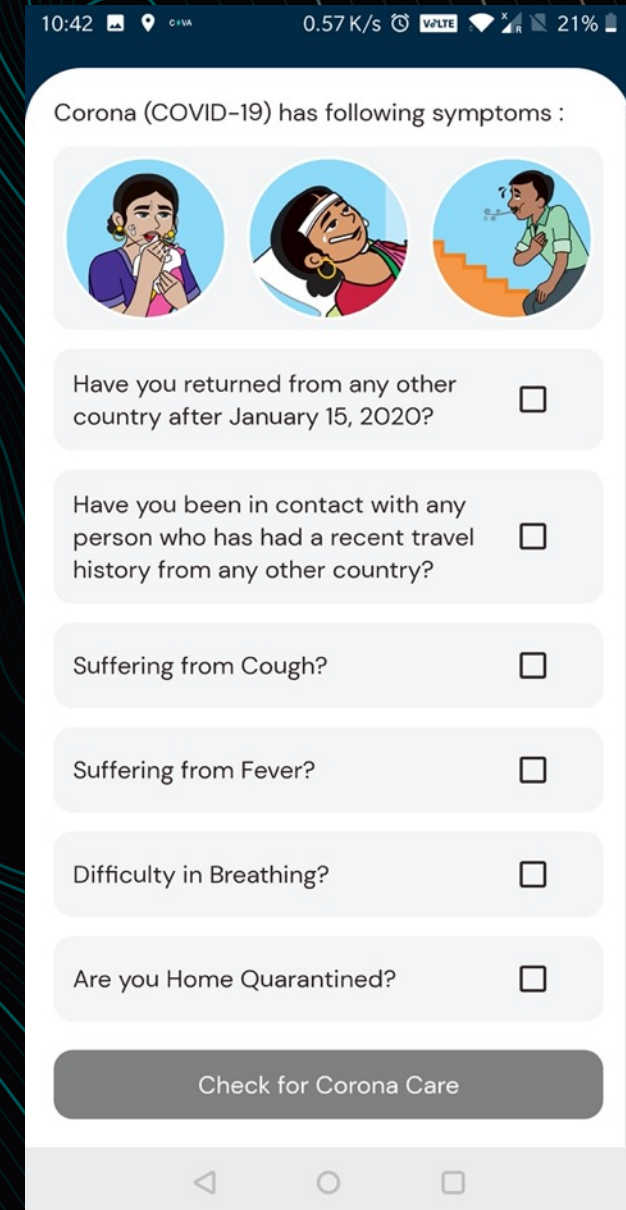 10:42 COVA 0.57 K/s VoLTE X R 21%
Corona (COVID-19) has following symptoms :
?
Have you returned from any other
country after January 15, 2020?
Have you been in contact with any
person who has had a recent travel
history from any other country?
Suffering from Cough?
Suffering from Fever?
Difficulty in Breathing?
Are you Home Quarantined?
Check for Corona Care